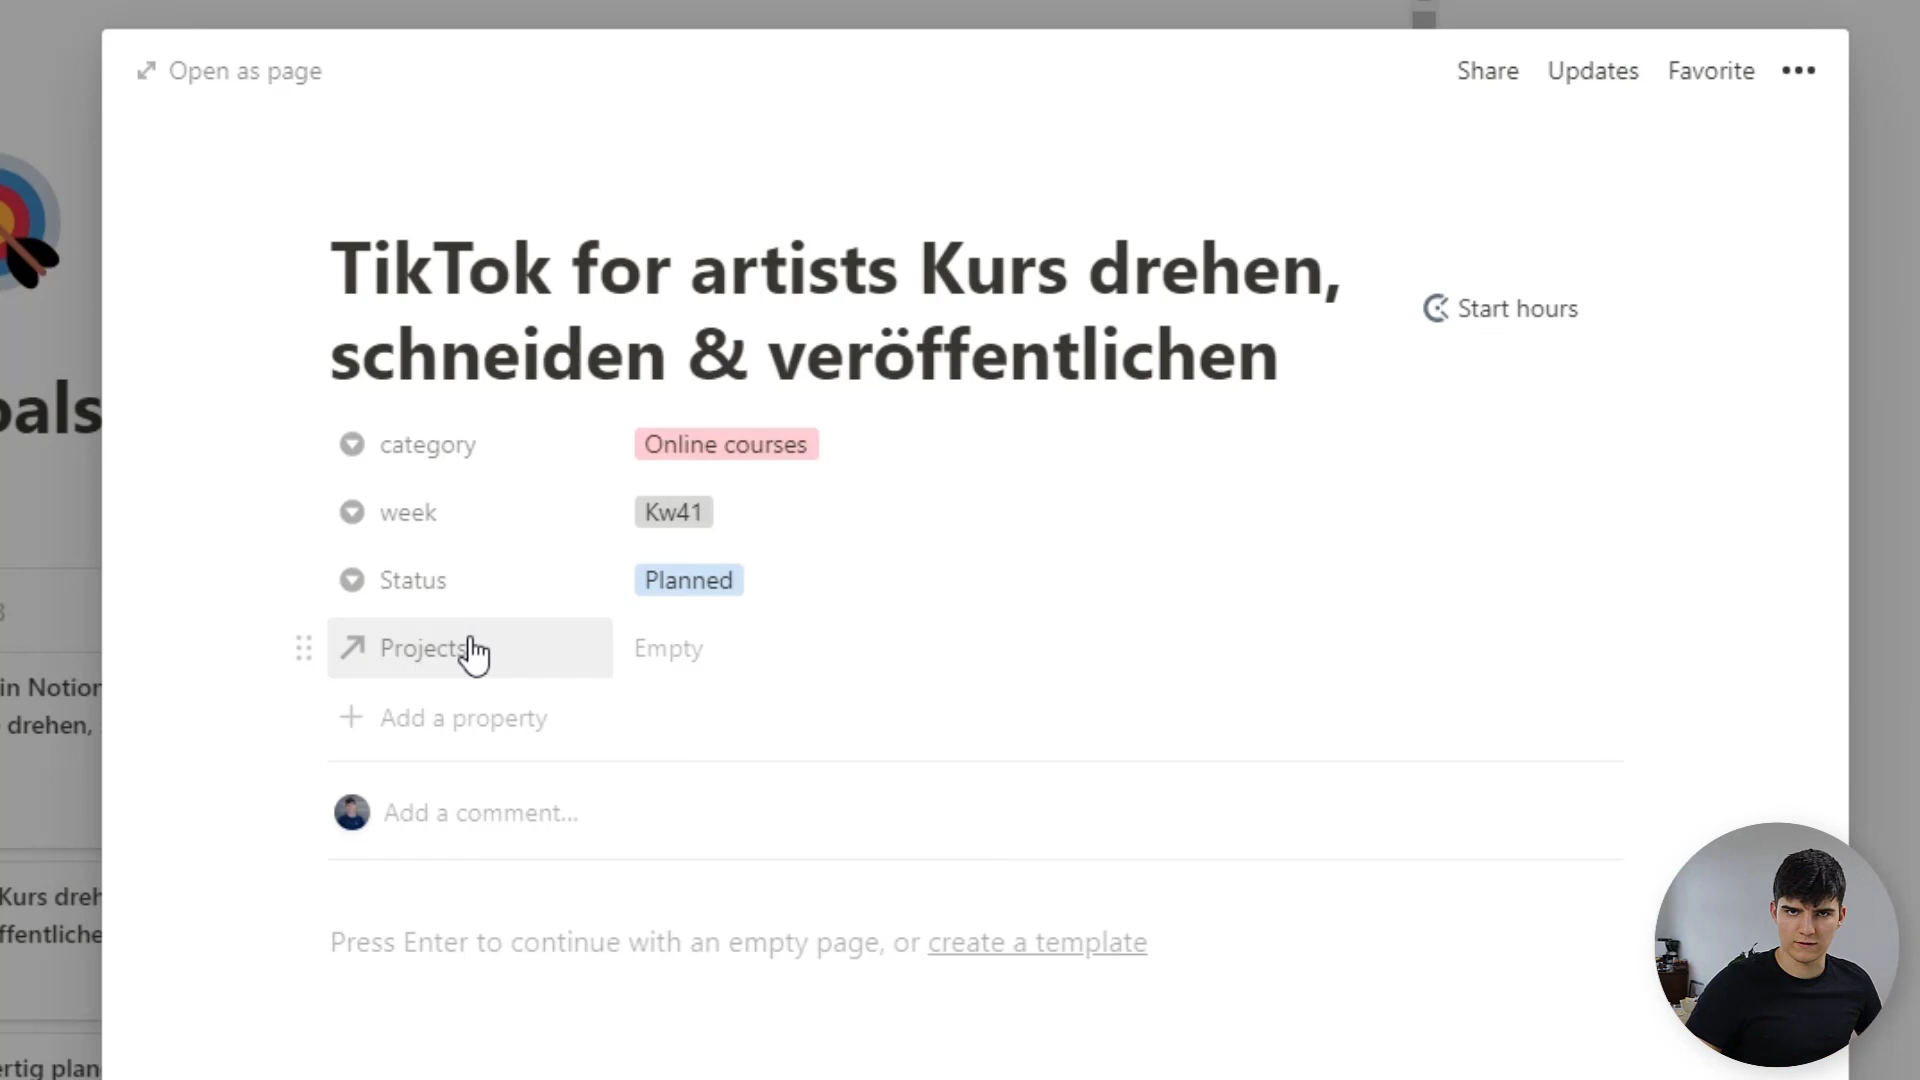 Open as page
Share Updates Favorite
TikTok for artists Kurs drehen,
schneiden & veröffentlichen
Start hours
category Online courses
week Kw41
Status Planned
Projects Empty
Add a property
Add a comment...
Press Enter to continue with an empty page, or create a template
oals
in Notion
drehen,
Kurs dreh
ffentliche
ertig plan